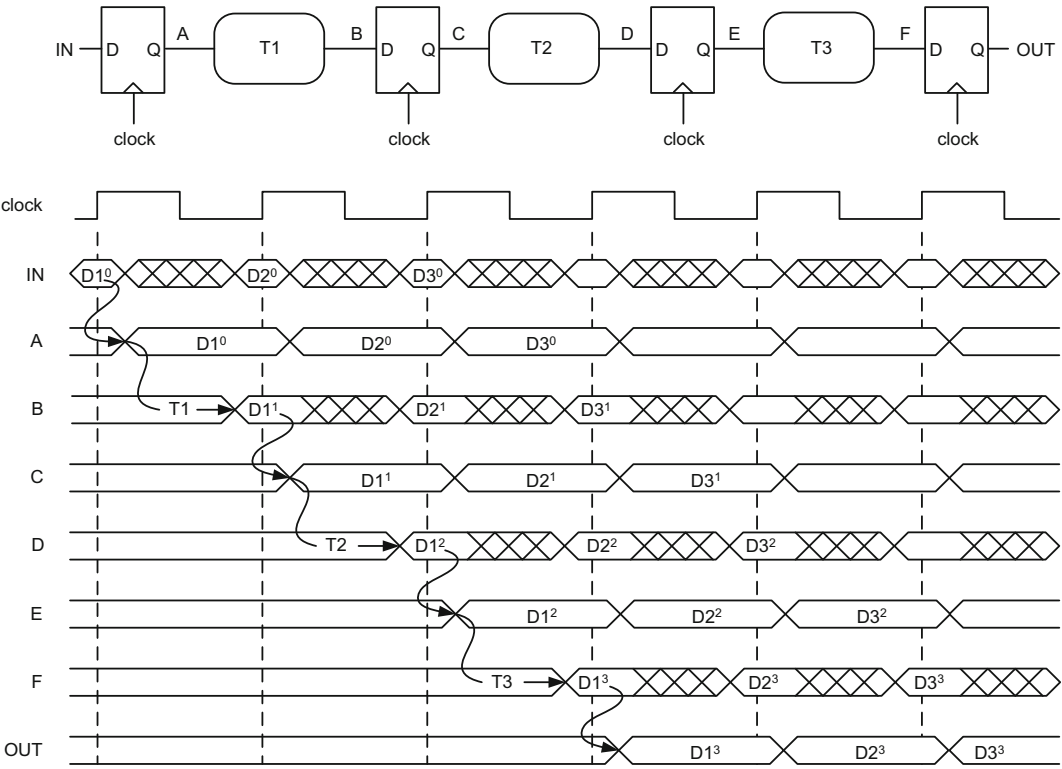 IN D Q A T1 B D Q C T2 D D Q E T3 F D Q OUT
clock clock clock clock
clock
IN D1⁰ D2⁰ D3⁰
A D1⁰ D2⁰ D3⁰
B T1 D1¹ D2¹ D3¹
C D1¹ D2¹ D3¹
D T2 D1² D2² D3²
E D1² D2² D3²
F T3 D1³ D2³ D3³
OUT D1³ D2³ D3³